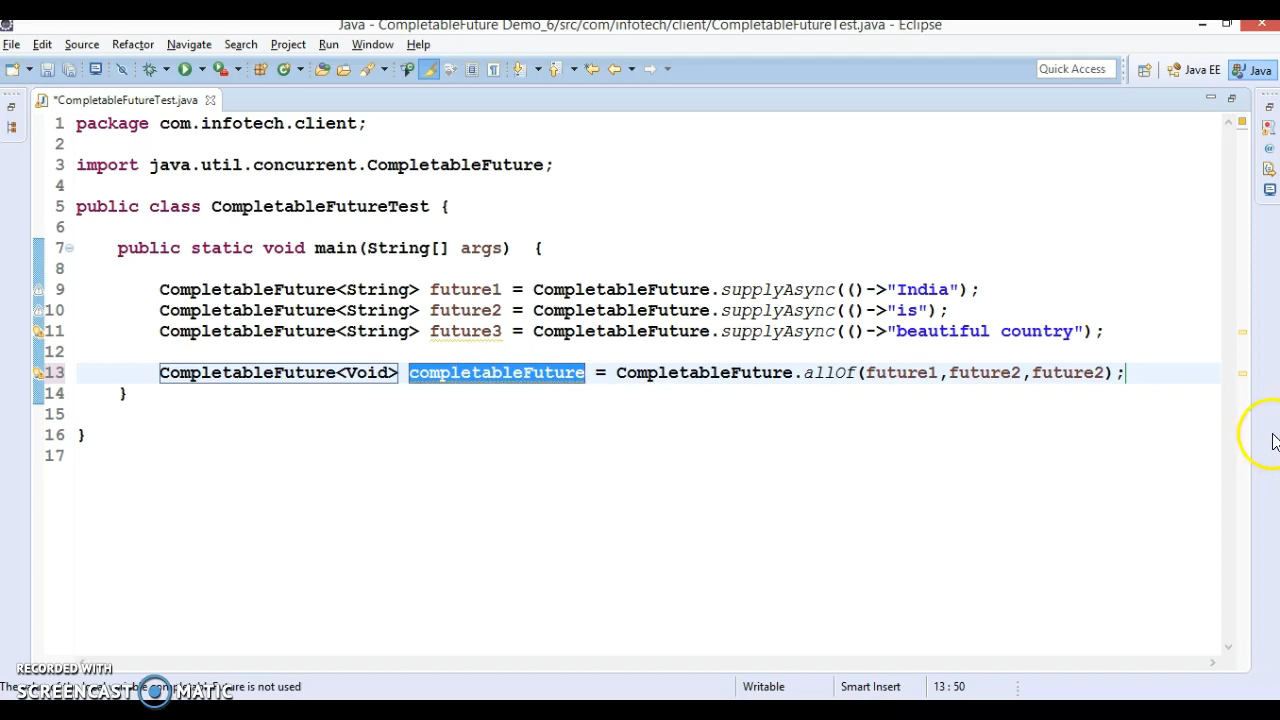 Java - CompletableFuture Demo_6/src/com/infotech/client/CompletableFutureTest.java - Eclipse
File Edit Source Refactor Navigate Search Project Run Window Help
Quick Access Java EE Java
*CompletableFutureTest.java
1 package com.infotech.client;
2
3 import java.util.concurrent.CompletableFuture;
4
5 public class CompletableFutureTest {
6
7 public static void main(String[] args) {
8
9 CompletableFuture<String> future1 = CompletableFuture.supplyAsync(()->"India");
10 CompletableFuture<String> future2 = CompletableFuture.supplyAsync(()->"is");
11 CompletableFuture<String> future3 = CompletableFuture.supplyAsync(()->"beautiful country");
12
13 CompletableFuture<Void> completableFuture = CompletableFuture.allOf(future1,future2,future2);
14 }
15
16 }
17
RECORDED WITH
SCREENCAST MATIC
Future is not used Writable Smart Insert 13 : 50